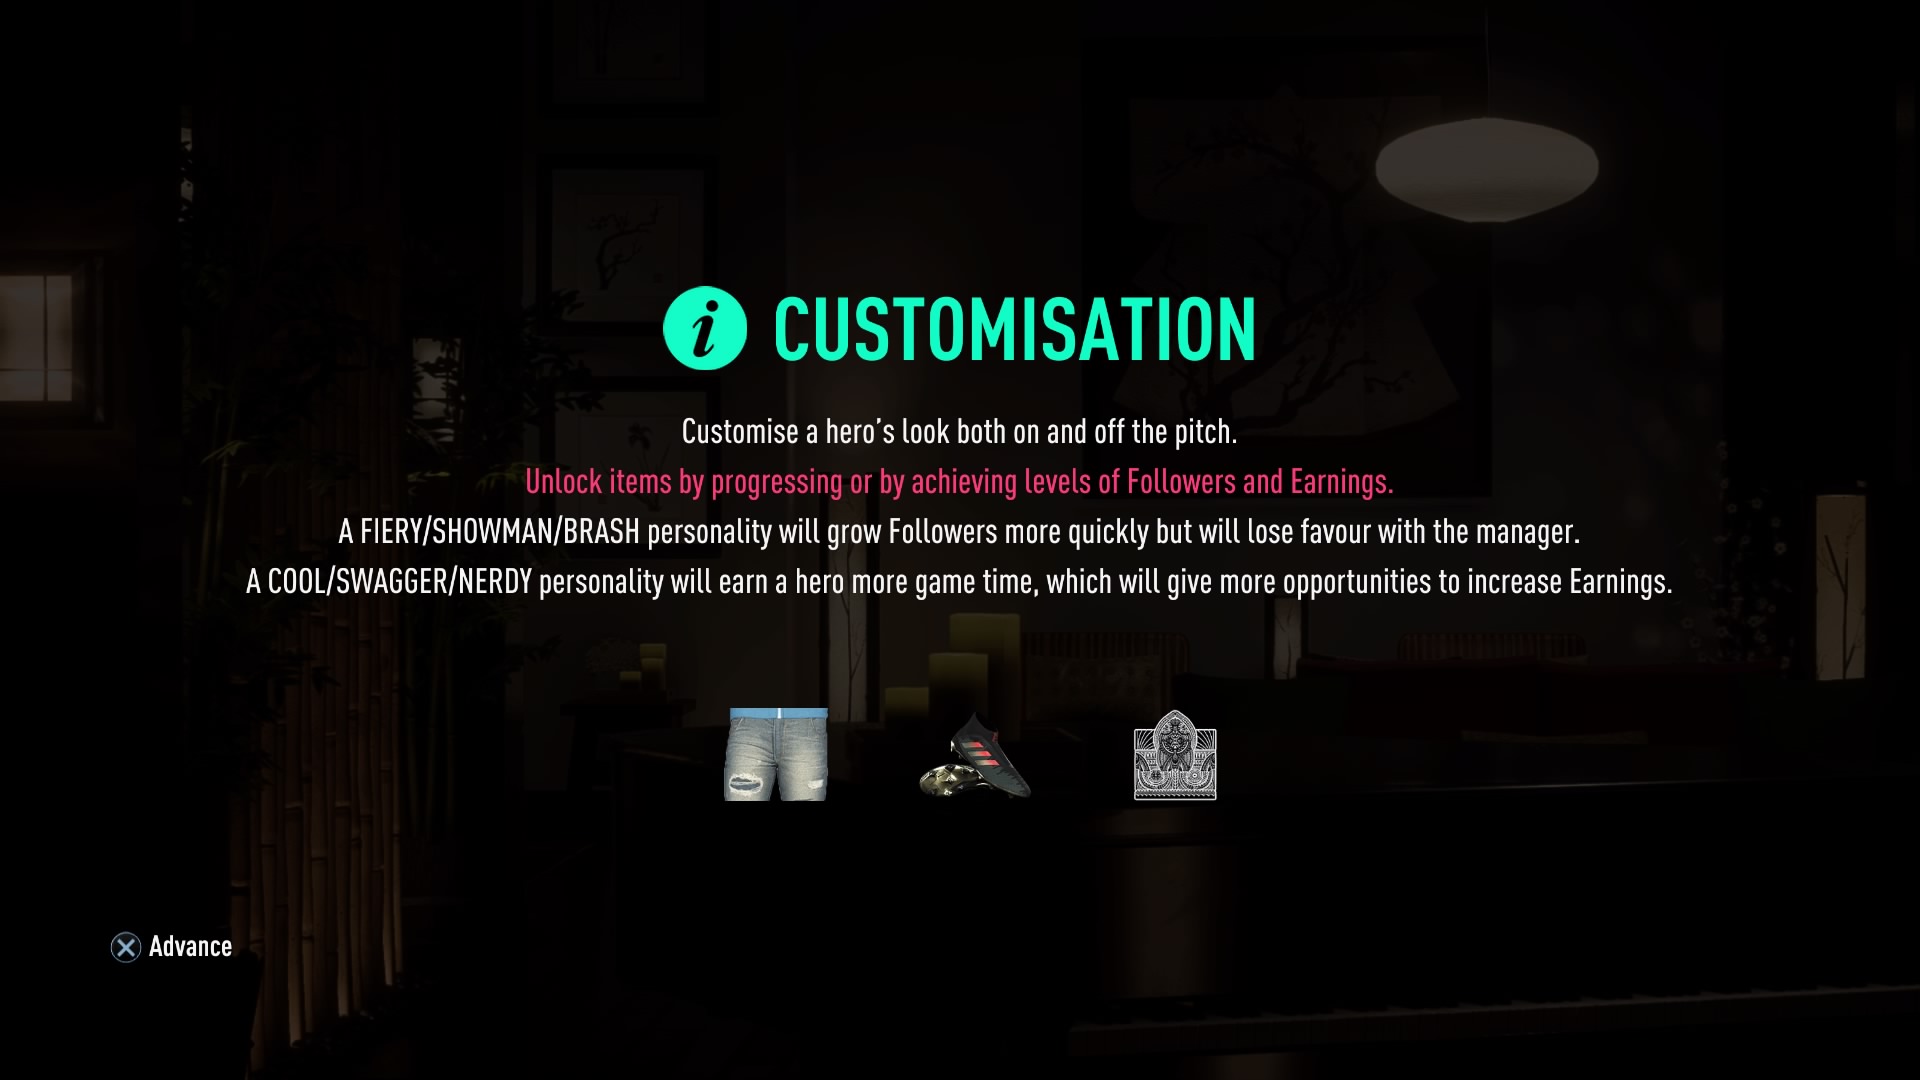 CUSTOMISATION
Customise a hero's look both on and off the pitch.
Unlock items by progressing or by achieving levels of Followers and Earnings.
A FIERY/SHOWMAN/BRASH personality will grow Followers more quickly but will lose favour with the manager.
A COOL/SWAGGER/NERDY personality will earn a hero more game time, which will give more opportunities to increase Earnings.
Advance